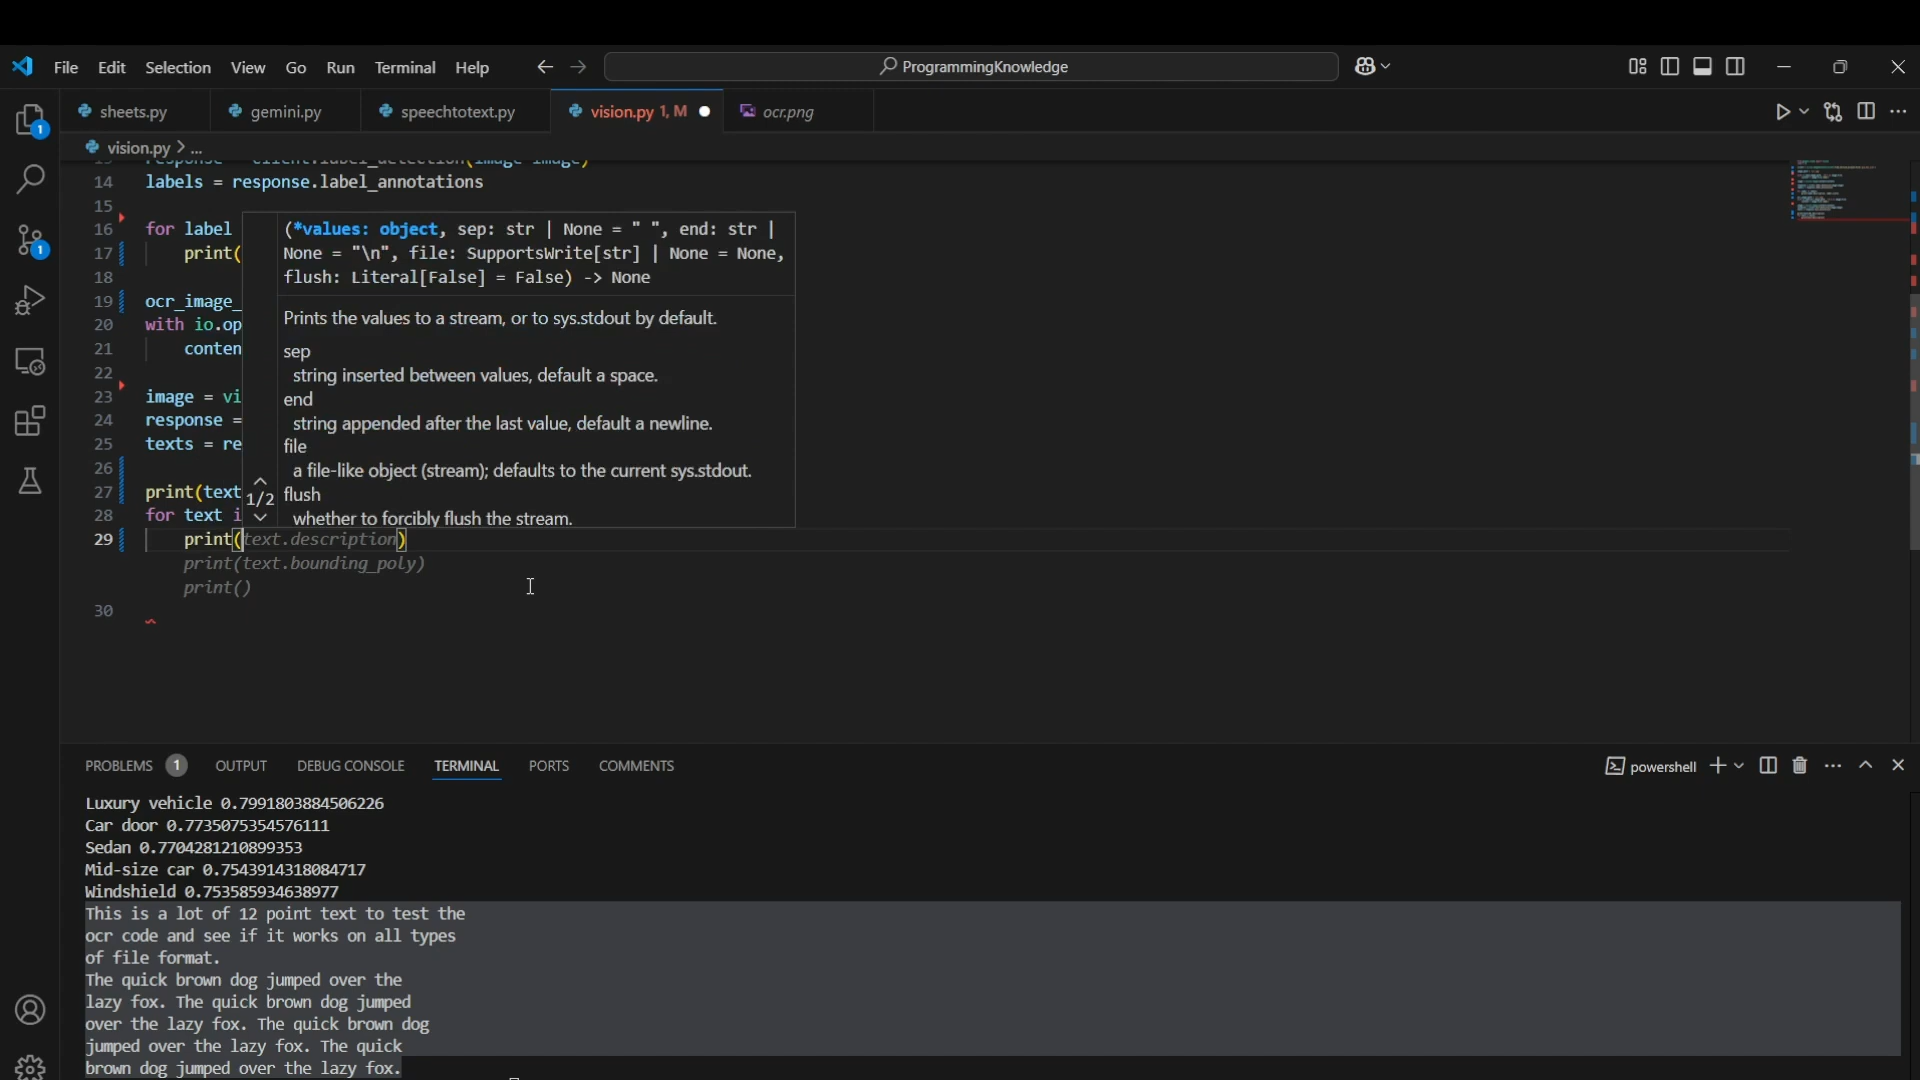 File Edit Selection View Go Run Terminal Help ProgrammingKnowledge
sheets.py gemini.py speechtotext.py vision.py 1, M ocr.png
1
vision.py > ...
14 labels = response.label_annotations
15
16 for label
17 print(
18
19 ocr_image_
20 with io.op
21 conten
22
23 image = vi
24 response =
25 texts = re
26
27 print(text
28 for text i
29 print(text.description)
print(text.bounding_poly)
print()
30
(*values: object, sep: str | None = " ", end: str |
None = "\n", file: SupportsWrite[str] | None = None,
flush: Literal[False] = False) -> None
Prints the values to a stream, or to sys.stdout by default.
sep
string inserted between values, default a space.
end
string appended after the last value, default a newline.
file
a file-like object (stream); defaults to the current sys.stdout.
1/2 flush
whether to forcibly flush the stream.
1
PROBLEMS 1 OUTPUT DEBUG CONSOLE TERMINAL PORTS COMMENTS powershell
Luxury vehicle 0.7991803884506226
Car door 0.7735075354576111
Sedan 0.7704281210899353
Mid-size car 0.7543914318084717
Windshield 0.753585934638977
This is a lot of 12 point text to test the
ocr code and see if it works on all types
of file format.
The quick brown dog jumped over the
lazy fox. The quick brown dog jumped
over the lazy fox. The quick brown dog
jumped over the lazy fox. The quick
brown dog jumped over the lazy fox.